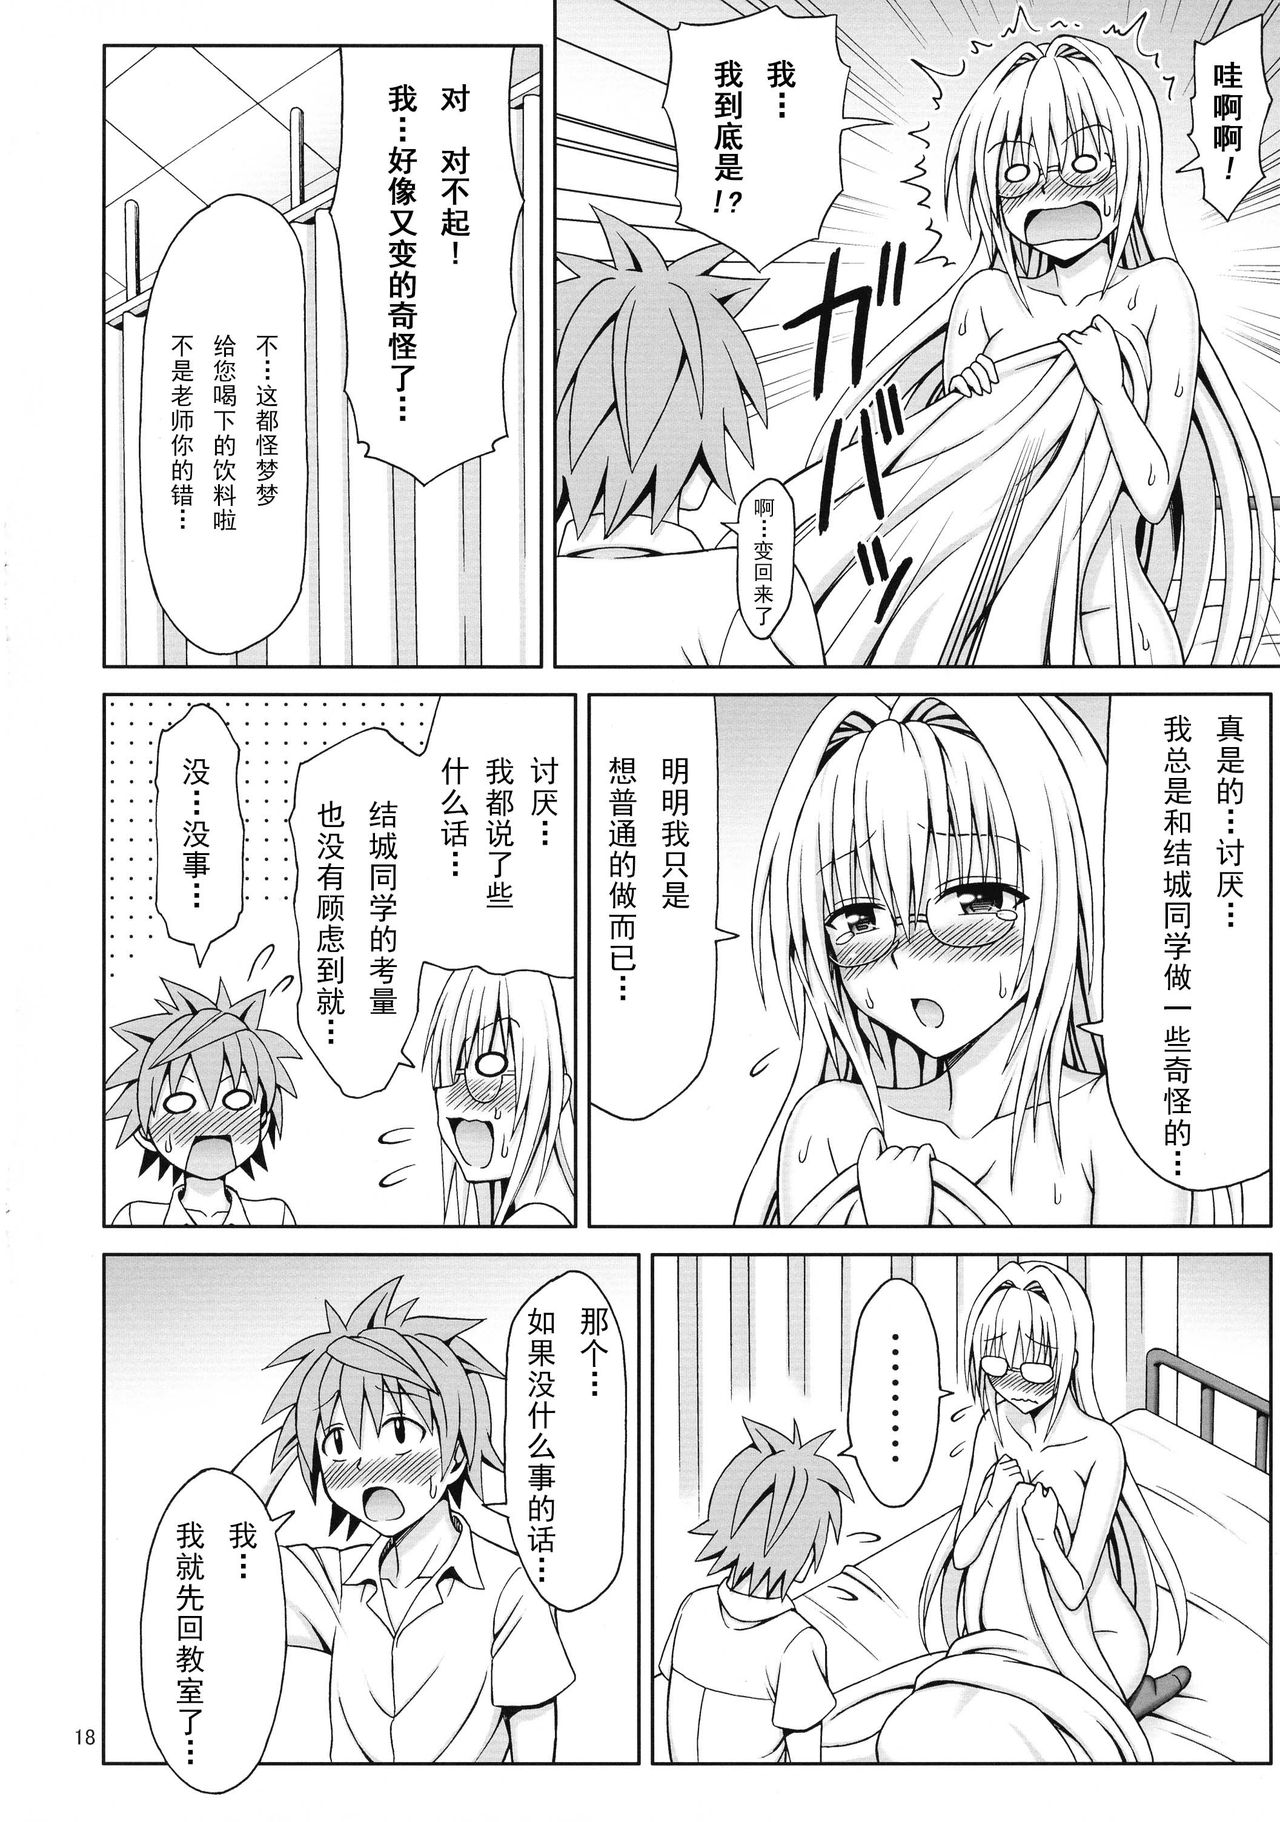 哇啊啊!
我…
我到底是!?
ガ
バ
啊…变回来了
对 对不起!
我…好像又变的奇怪了…
不…这都怪梦梦
给您喝下的饮料啦
不是老师你的错…
真是的…讨厌…
我总是和结城同学做一些奇怪的…
明明我只是
想普通的做而已…
讨厌…
我都说了些
什么话…
结城同学的考量
也没有顾虑到就…
没…没事…
………
那个…
如果没什么事的话…
我…
我就先回教室了…
18